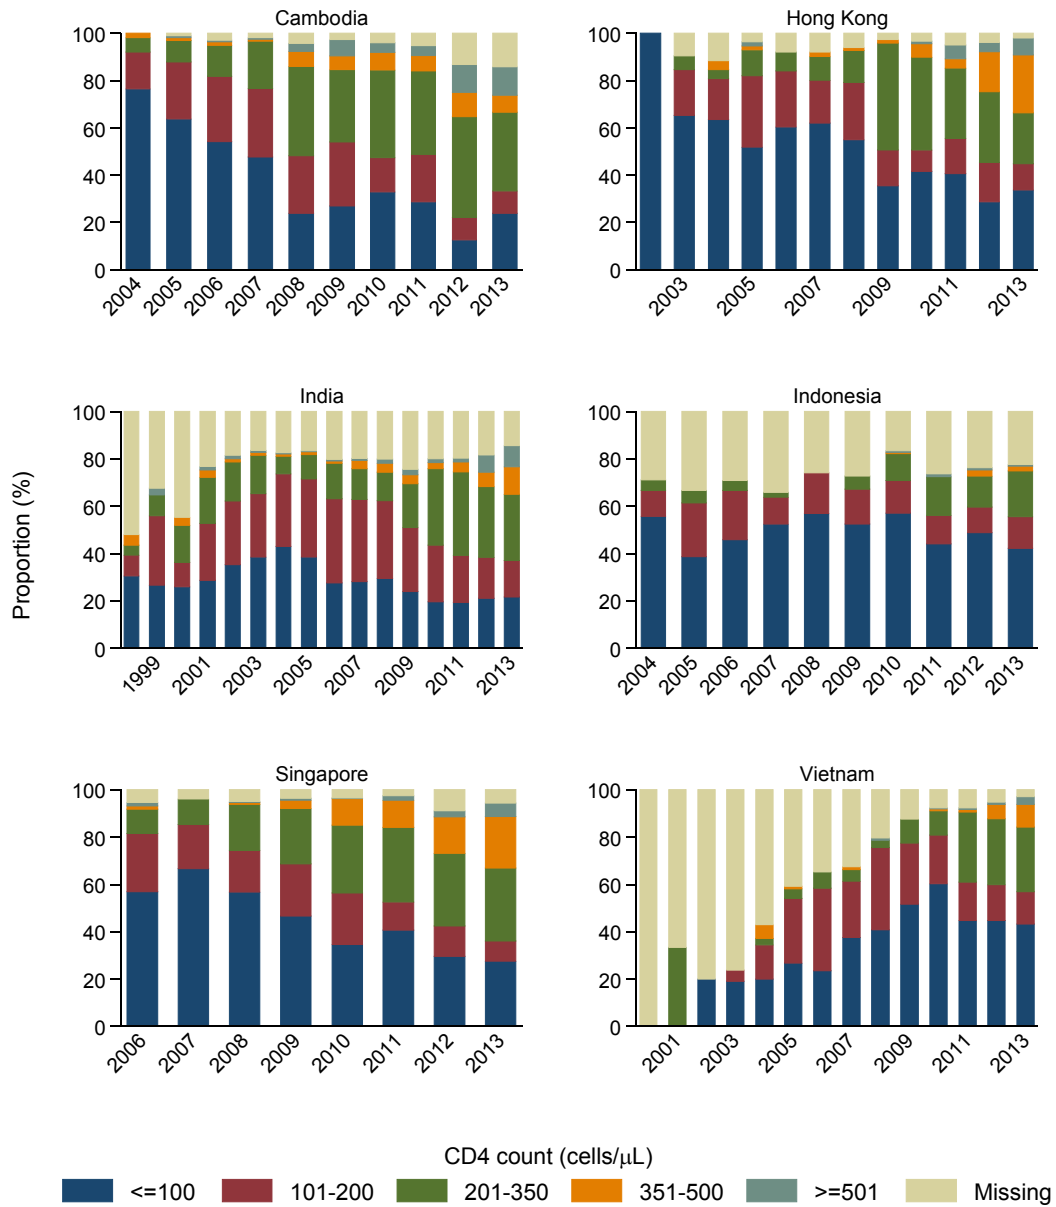 Cambodia
100
80
60
40
20
0
2004 2005 2006 2007 2008 2009 2010 2011 2012 2013
Hong Kong
100
80
60
40
20
0
2003 2005 2007 2009 2011 2013
Proportion (%)
India
100
80
60
40
20
0
1999 2001 2003 2005 2007 2009 2011 2013
Indonesia
100
80
60
40
20
0
2004 2005 2006 2007 2008 2009 2010 2011 2012 2013
Singapore
100
80
60
40
20
0
2006 2007 2008 2009 2010 2011 2012 2013
Vietnam
100
80
60
40
20
0
2001 2003 2005 2007 2009 2011 2013
CD4 count (cells/μL)
<=100 101-200 201-350 351-500 >=501 Missing